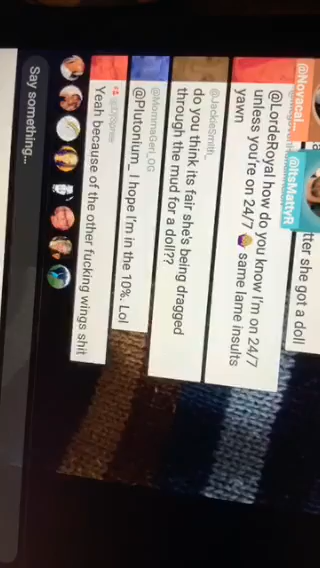 @Novacal...
@ItsMattyR
tter she got a doll
@LordeRoyal how do you know I'm on 24/7
unless you're on 24/7 same lame insults
yawn
@JackieSmith_
do you think its fair she's being dragged
through the mud for a doll??
@MommaGeri_OG
@Plutonium_ I hope I'm in the 10%. Lol
Yeah because of the other fucking wings shit
Say something...